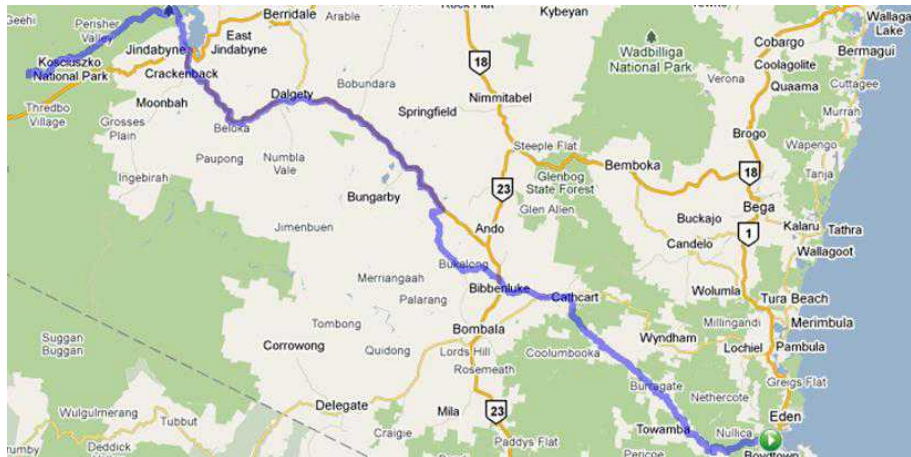 Geehi
Perisher
Valley
Berridale
Arable
Rock Flat
Kybeyan
Wallaga
Lake
Jindabyne
East
Jindabyne
18
Wadbilliga
National Park
Cobargo
Coolagolite
Bermagui
Kosciuszko
National Park
Crackenback
Bobundara
Verona
Quaama
Cuttagee
Moonbah
Dalgety
Springfield
Nimmitabel
Murrah
Thredbo
Village
Grosses
Plain
Beloka
Steeple Flat
Brogo
Wapengo
Paupong
Numbla
Vale
Bemboka
Tanja
Ingebirah
Bungarby
23
Glenbog
State Forest
18
Glen Allen
Bega
Buckajo
Kalaru
Tathra
Jimenbuen
Ando
Candelo
1
Wallagoot
Bukalong
Merriangaah
Bibbenluke
Cathcart
Wolumla
Palarang
Tura Beach
Tombong
Bombala
Millingandi
Merimbula
Suggan
Buggan
Corrowong
Quidong
Lords Hill
Coolumbooka
Wyndham
Lochiel
Pambula
Rosemeath
Burragate
Greigs Flat
Nethercote
Delegate
Wulgulmerang
Tubbut
Mila
23
Eden
Craigie
Towamba
Nullica
Deddick
Paddys Flat
Pericoe
Boydtown